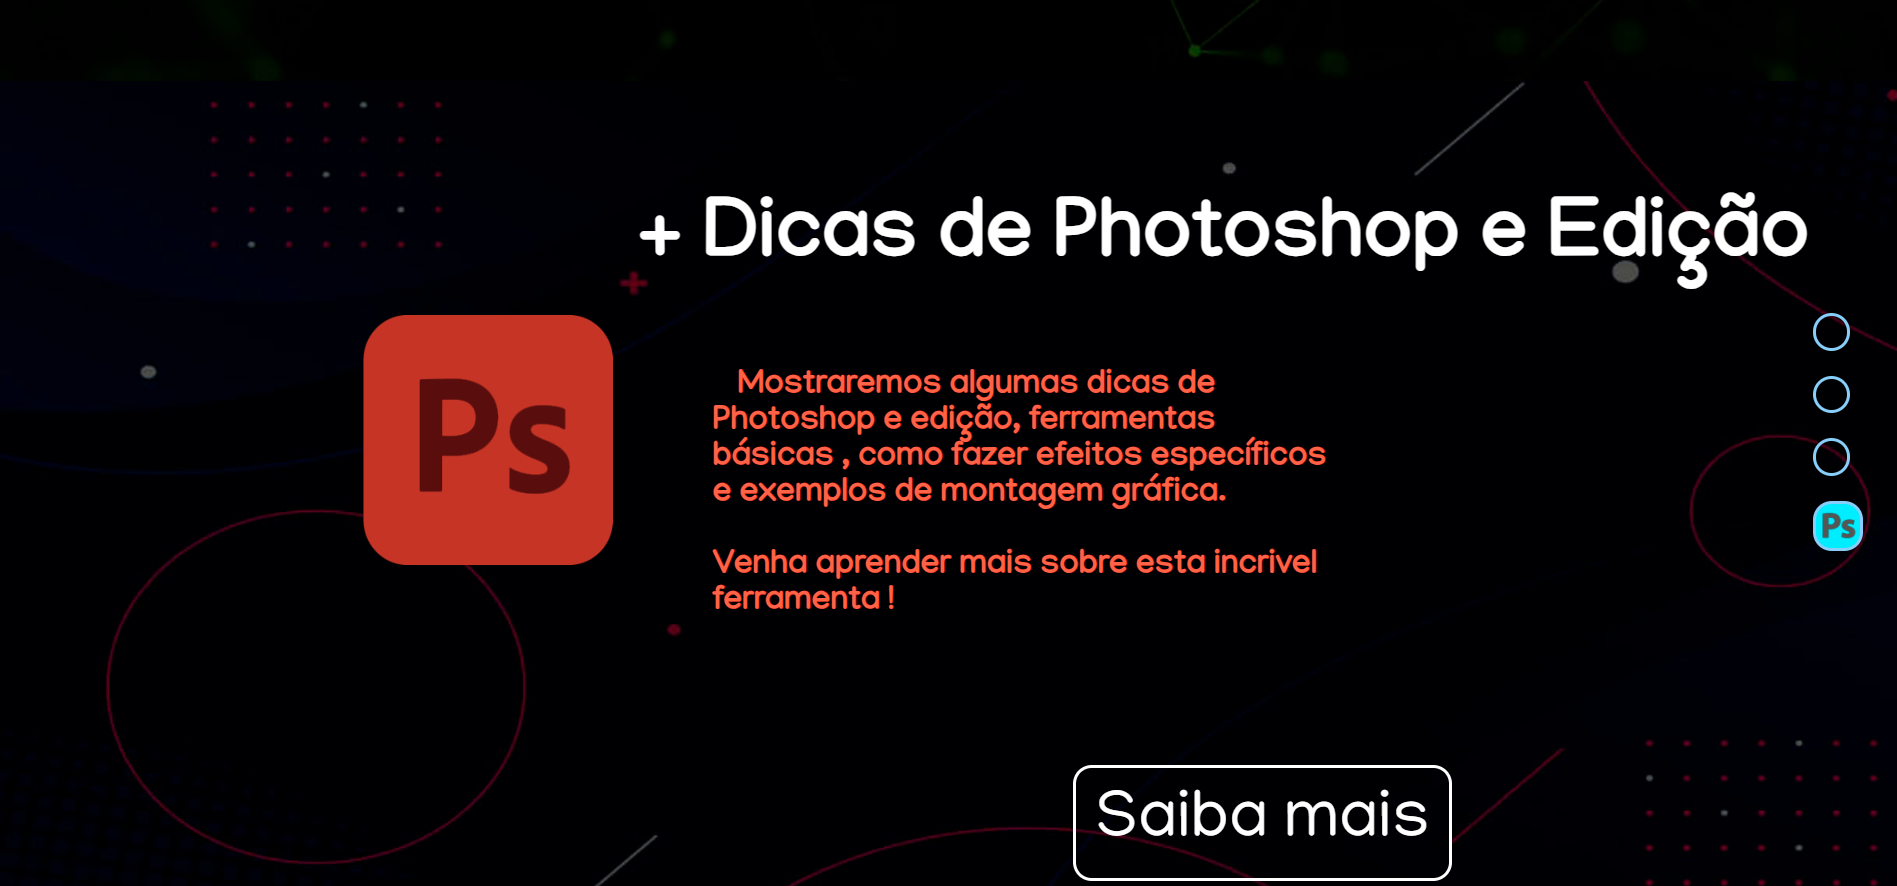 + Dicas de Photoshop e Edição
Ps
Mostraremos algumas dicas de
Photoshop e edição, ferramentas
básicas , como fazer efeitos específicos
e exemplos de montagem gráfica.
Venha aprender mais sobre esta incrivel
ferramenta !
Ps
Saiba mais